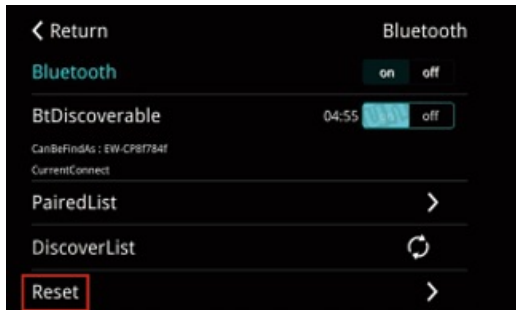 Return Bluetooth
Bluetooth on off
BtDiscoverable 04:55 off
CanBeFindAs : EW-CP8f784f
CurrentConnect
PairedList
DiscoverList
Reset